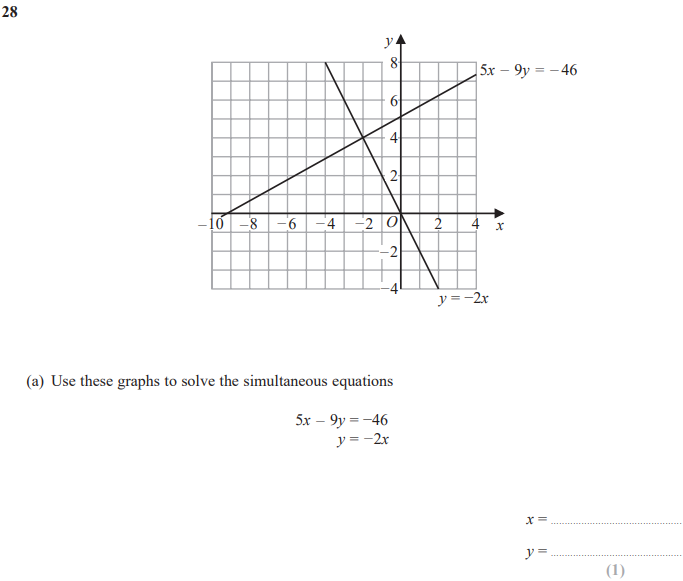 28
y
8
5x − 9y = −46
6
4
2
−10 −8 −6 −4 −2 O 2 4 x
−2
−4
y = −2x
(a) Use these graphs to solve the simultaneous equations
5x − 9y = −46
y = −2x
x = ........................................
y = ........................................
(1)